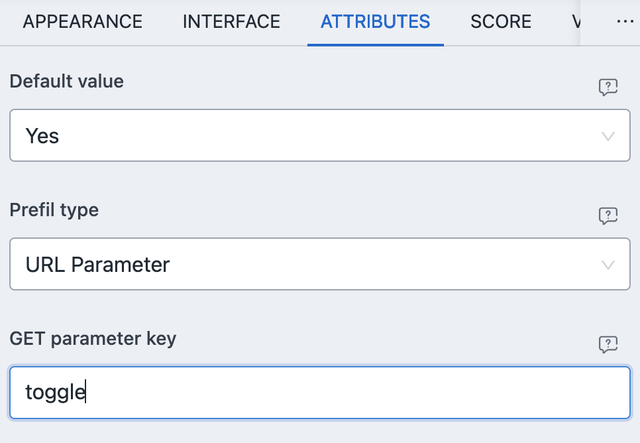 APPEARANCE INTERFACE ATTRIBUTES SCORE
Default value
Yes
Prefil type
URL Parameter
GET parameter key
toggle